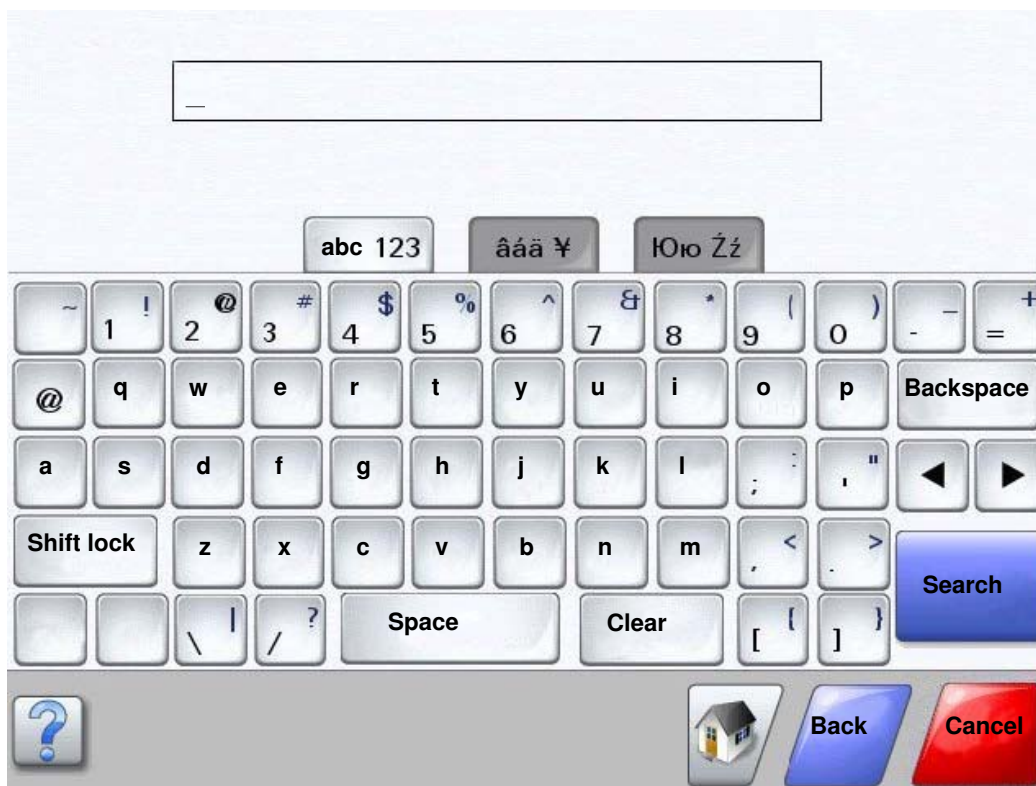 _
abc 123 âáä ¥ Юю Źź
~ 1 ! 2 @ 3 # 4 $ 5 % 6 ^ 7 & 8 * 9 ( 0 ) - _ = +
@ q w e r t y u i o p Backspace
a s d f g h j k l ; : ' " ◀ ▶
Shift lock z x c v b n m , < . > Search
\ | / ? Space Clear [ { ] }
? Back Cancel